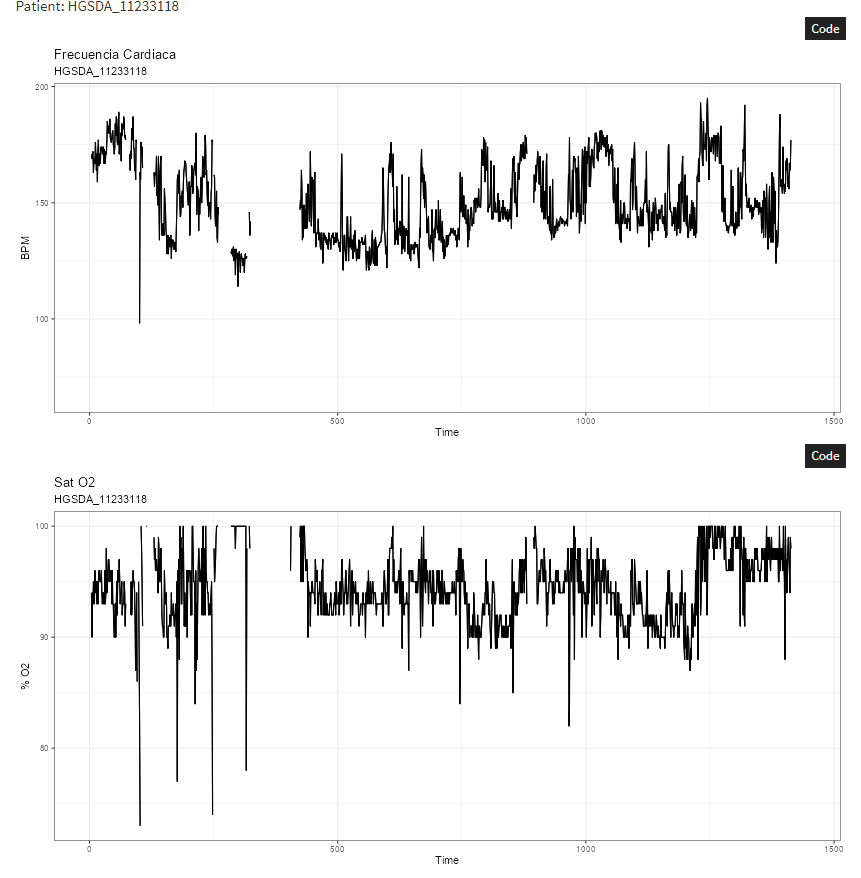 Patient: HGSDA_11233118
Code
Frecuencia Cardiaca
HGSDA_11233118
200
150
100
BPM
0 500 1000 1500
Time
Code
Sat O2
HGSDA_11233118
100
90
80
% O2
0 500 1000 1500
Time